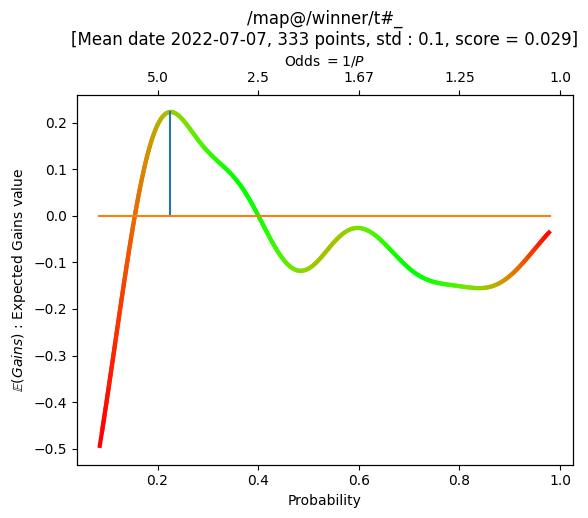 /map@/winner/t#_
[Mean date 2022-07-07, 333 points, std : 0.1, score = 0.029]
Odds = 1/P
5.0 2.5 1.67 1.25 1.0
0.2
0.1
0.0
−0.1
−0.2
−0.3
−0.4
−0.5
𝔼(Gains) : Expected Gains value
0.2 0.4 0.6 0.8 1.0
Probability